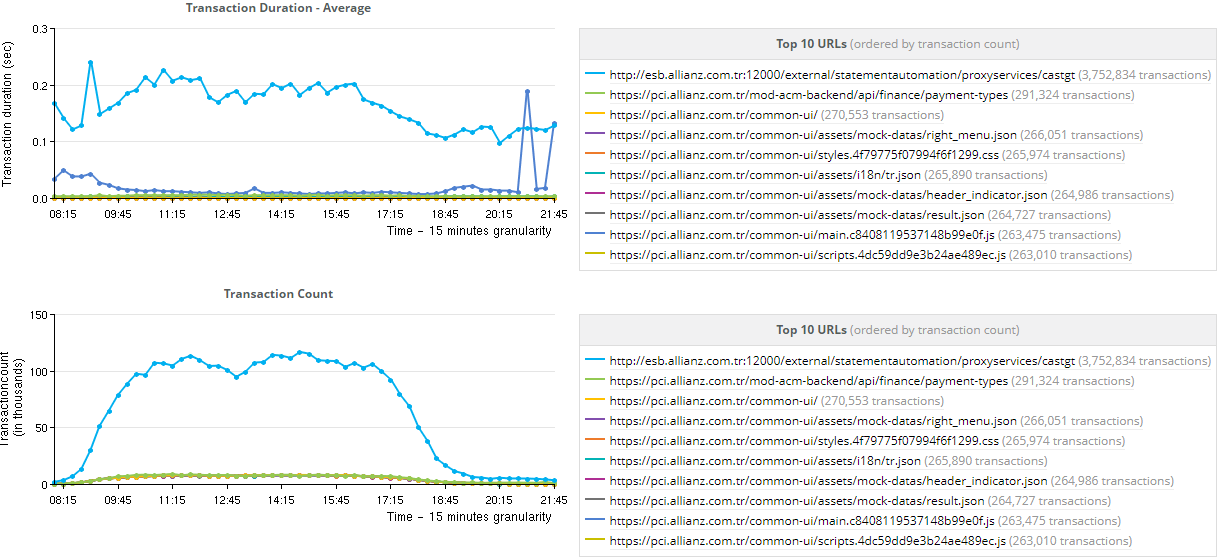 Transaction Duration - Average
Transaction duration (sec)
0.3
0.2
0.1
0.0
08:15 09:45 11:15 12:45 14:15 15:45 17:15 18:45 20:15 21:45
Time - 15 minutes granularity
Top 10 URLs (ordered by transaction count)
http://esb.allianz.com.tr:12000/external/statementautomation/proxyservices/castgt (3,752,834 transactions)
https://pci.allianz.com.tr/mod-acm-backend/api/finance/payment-types (291,324 transactions)
https://pci.allianz.com.tr/common-ui/ (270,553 transactions)
https://pci.allianz.com.tr/common-ui/assets/mock-datas/right_menu.json (266,051 transactions)
https://pci.allianz.com.tr/common-ui/styles.4f79775f07994f6f1299.css (265,974 transactions)
https://pci.allianz.com.tr/common-ui/assets/i18n/tr.json (265,890 transactions)
https://pci.allianz.com.tr/common-ui/assets/mock-datas/header_indicator.json (264,986 transactions)
https://pci.allianz.com.tr/common-ui/assets/mock-datas/result.json (264,727 transactions)
https://pci.allianz.com.tr/common-ui/main.c8408119537148b99e0f.js (263,475 transactions)
https://pci.allianz.com.tr/common-ui/scripts.4dc59dd9e3b24ae489ec.js (263,010 transactions)
Transaction Count
Transactioncount
(in thousands)
150
100
50
0
08:15 09:45 11:15 12:45 14:15 15:45 17:15 18:45 20:15 21:45
Time - 15 minutes granularity
Top 10 URLs (ordered by transaction count)
http://esb.allianz.com.tr:12000/external/statementautomation/proxyservices/castgt (3,752,834 transactions)
https://pci.allianz.com.tr/mod-acm-backend/api/finance/payment-types (291,324 transactions)
https://pci.allianz.com.tr/common-ui/ (270,553 transactions)
https://pci.allianz.com.tr/common-ui/assets/mock-datas/right_menu.json (266,051 transactions)
https://pci.allianz.com.tr/common-ui/styles.4f79775f07994f6f1299.css (265,974 transactions)
https://pci.allianz.com.tr/common-ui/assets/i18n/tr.json (265,890 transactions)
https://pci.allianz.com.tr/common-ui/assets/mock-datas/header_indicator.json (264,986 transactions)
https://pci.allianz.com.tr/common-ui/assets/mock-datas/result.json (264,727 transactions)
https://pci.allianz.com.tr/common-ui/main.c8408119537148b99e0f.js (263,475 transactions)
https://pci.allianz.com.tr/common-ui/scripts.4dc59dd9e3b24ae489ec.js (263,010 transactions)